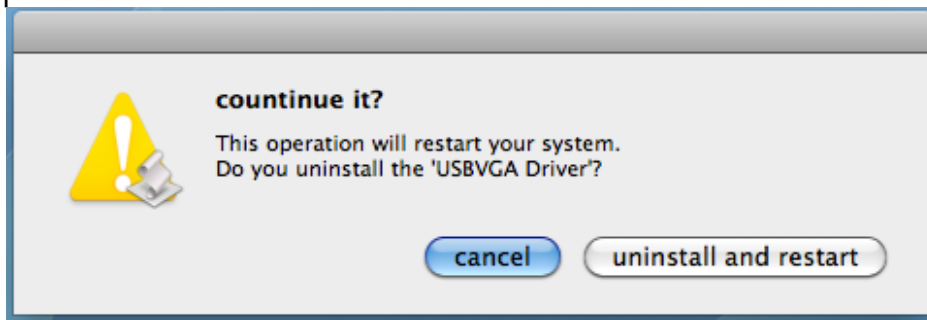 countinue it?
This operation will restart your system.
Do you uninstall the 'USBVGA Driver'?
cancel
uninstall and restart